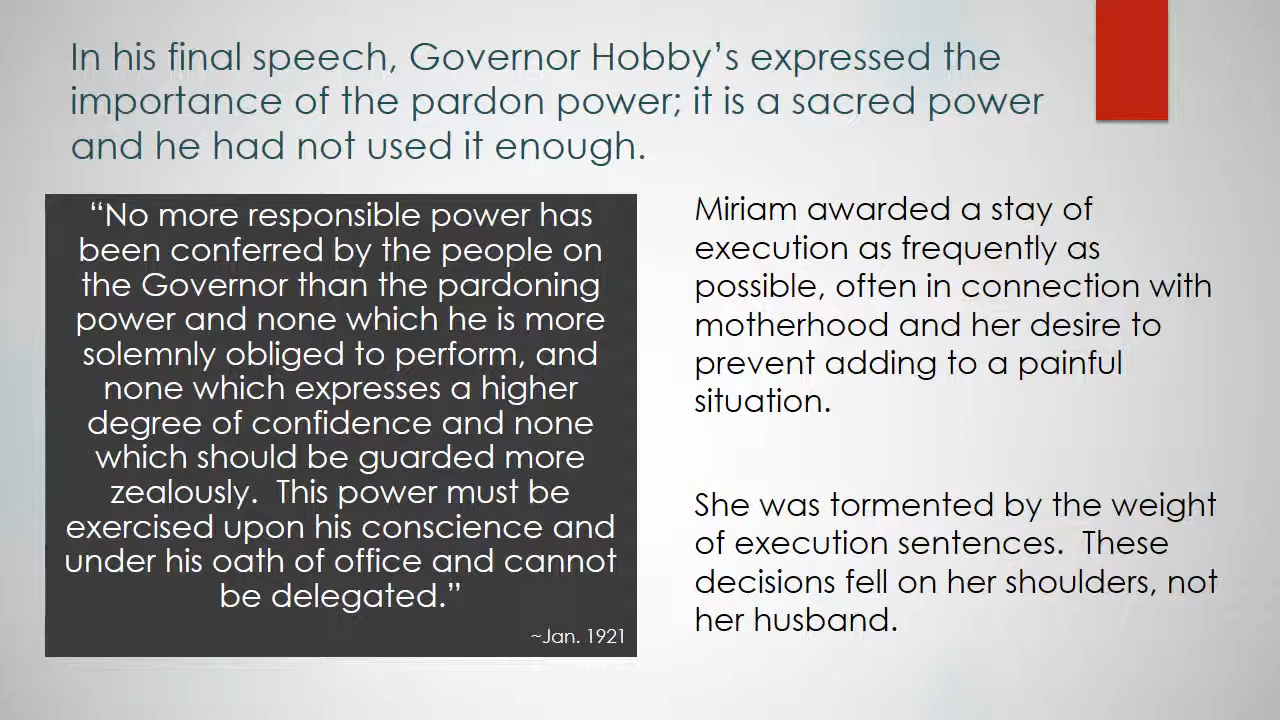 In his final speech, Governor Hobby’s expressed the
importance of the pardon power; it is a sacred power
and he had not used it enough.
“No more responsible power has
been conferred by the people on
the Governor than the pardoning
power and none which he is more
solemnly obliged to perform, and
none which expresses a higher
degree of confidence and none
which should be guarded more
zealously.  This power must be
exercised upon his conscience and
under his oath of office and cannot
be delegated.”
~Jan. 1921
Miriam awarded a stay of
execution as frequently as
possible, often in connection with
motherhood and her desire to
prevent adding to a painful
situation.
She was tormented by the weight
of execution sentences.  These
decisions fell on her shoulders, not
her husband.